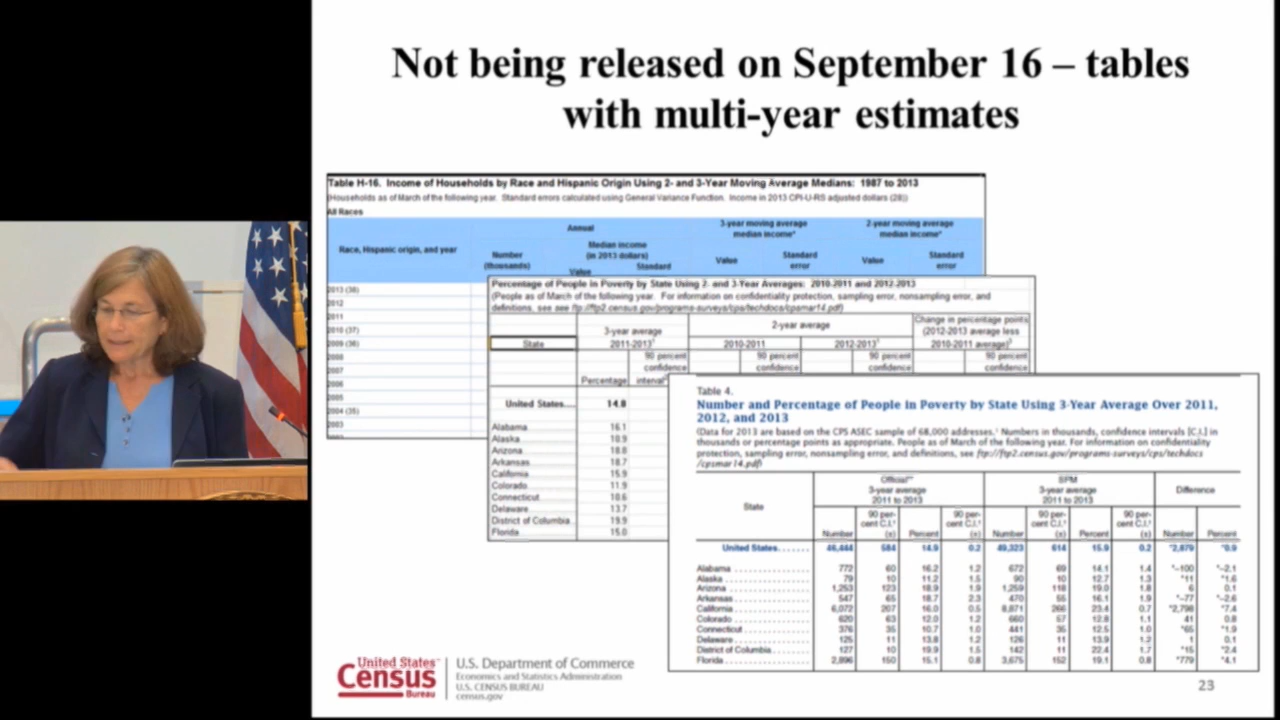 Not being released on September 16 – tables
with multi-year estimates
Table H-16. Income of Households by Race and Hispanic Origin Using 2- and 3-Year Moving Average Medians: 1987 to 2013
(Households as of March of the following year. Standard errors calculated using General Variance Function. Income in 2013 CPI-U-RS adjusted dollars (28))
All Races
Race, Hispanic origin, and year
Annual
Number
(thousands)
Median income
(in 2013 dollars)
Value
Standard
3-year moving average
median income*
Value
Standard
error
2-year moving average
median income*
Value
Standard
error
2013 (38)
2012
2011
2010 (37)
2009 (36)
2008
2007
2006
2005
2004 (35)
2003
Percentage of People in Poverty by State Using 2- and 3-Year Averages: 2010-2011 and 2012-2013
(People as of March of the following year. For information on confidentiality protection, sampling error, nonsampling error, and
definitions, see see ftp://ftp2.census.gov/programs-surveys/cps/techdocs/cpsmar14.pdf)
State
3-year average
2011-2013
2-year average
2010-2011
2012-2013
Change in percentage points
(2012-2013 average less
2010-2011 average)
Percentage
90 percent
confidence
interval
90 percent
confidence
90 percent
confidence
90 percent
confidence
United States.... 14.8
Alabama 16.1
Alaska 10.9
Arizona 18.8
Arkansas 18.7
California 15.9
Colorado 11.9
Connecticut 10.6
Delaware 13.7
District of Columbia 19.9
Florida 15.0
Table 4.
Number and Percentage of People in Poverty by State Using 3-Year Average Over 2011,
2012, and 2013
(Data for 2013 are based on the CPS ASEC sample of 68,000 addresses. Numbers in thousands, confidence intervals [C.I.] in
thousands or percentage points as appropriate. People as of March of the following year. For information on confidentiality
protection, sampling error, nonsampling error, and definitions, see ftp://ftp2.census.gov/programs-surveys/cps/techdocs
/cpsmar14.pdf)
State
Official**
3-year average
2011 to 2013
SPM
3-year average
2011 to 2013
Difference
Number
90 per-
cent C.I.
(±)
Percent
90 per-
cent C.I.
(±)
Number
90 per-
cent C.I.
(±)
Percent
90 per-
cent C.I.
(±)
Number
Percent
United States....... 46,444 584 14.9 0.2 49,323 614 15.8 0.2 *2,879 *0.9
Alabama 772 60 16.2 1.2 672 69 14.1 1.4 *–100 *–2.1
Alaska 79 10 11.2 1.5 90 10 12.7 1.3 *11 *1.6
Arizona 1,253 123 18.9 1.9 1,259 118 19.0 1.8 6 0.1
Arkansas 547 65 18.7 2.3 470 55 16.1 1.9 *–77 *–2.6
California 6,072 207 16.0 0.5 8,871 266 23.4 0.7 *2,798 *7.4
Colorado 620 63 12.0 1.2 660 57 12.8 1.1 41 0.8
Connecticut 376 35 10.7 1.0 441 35 12.5 1.0 *65 *1.9
Delaware 125 11 13.8 1.2 126 11 13.9 1.2 1 0.1
District of Columbia 127 10 19.9 1.5 142 11 22.4 1.7 *15 *2.4
Florida 2,896 150 15.1 0.8 3,675 152 19.1 0.8 *779 *4.1
United States™
Census
Bureau
U.S. Department of Commerce
Economic and Statistics Administration
U.S. CENSUS BUREAU
census.gov
23